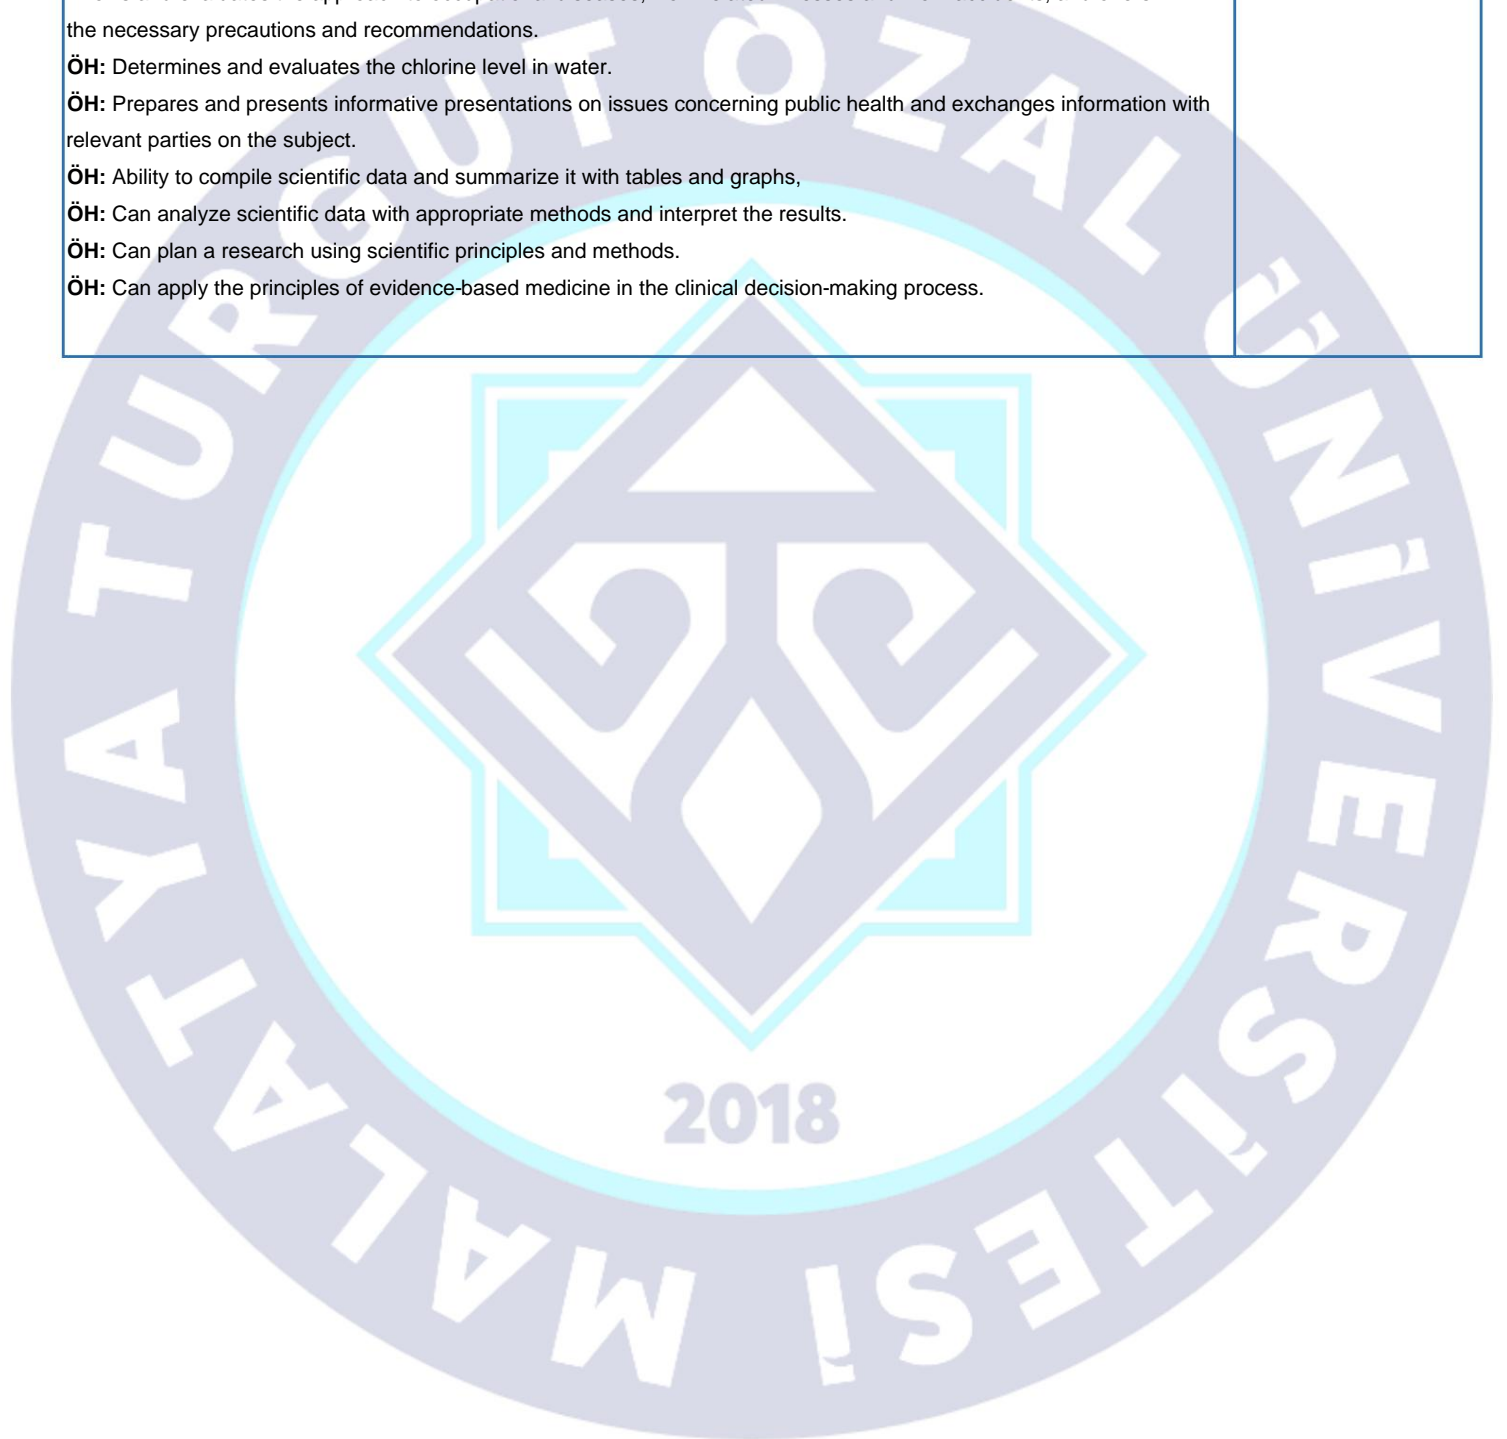 the necessary precautions and recommendations.
ÖH: Determines and evaluates the chlorine level in water.
ÖH: Prepares and presents informative presentations on issues concerning public health and exchanges information with
relevant parties on the subject.
ÖH: Ability to compile scientific data and summarize it with tables and graphs,
ÖH: Can analyze scientific data with appropriate methods and interpret the results.
ÖH: Can plan a research using scientific principles and methods.
ÖH: Can apply the principles of evidence-based medicine in the clinical decision-making process.
MALATYA TURGUT ÖZAL ÜNİVERSİTESİ
2018